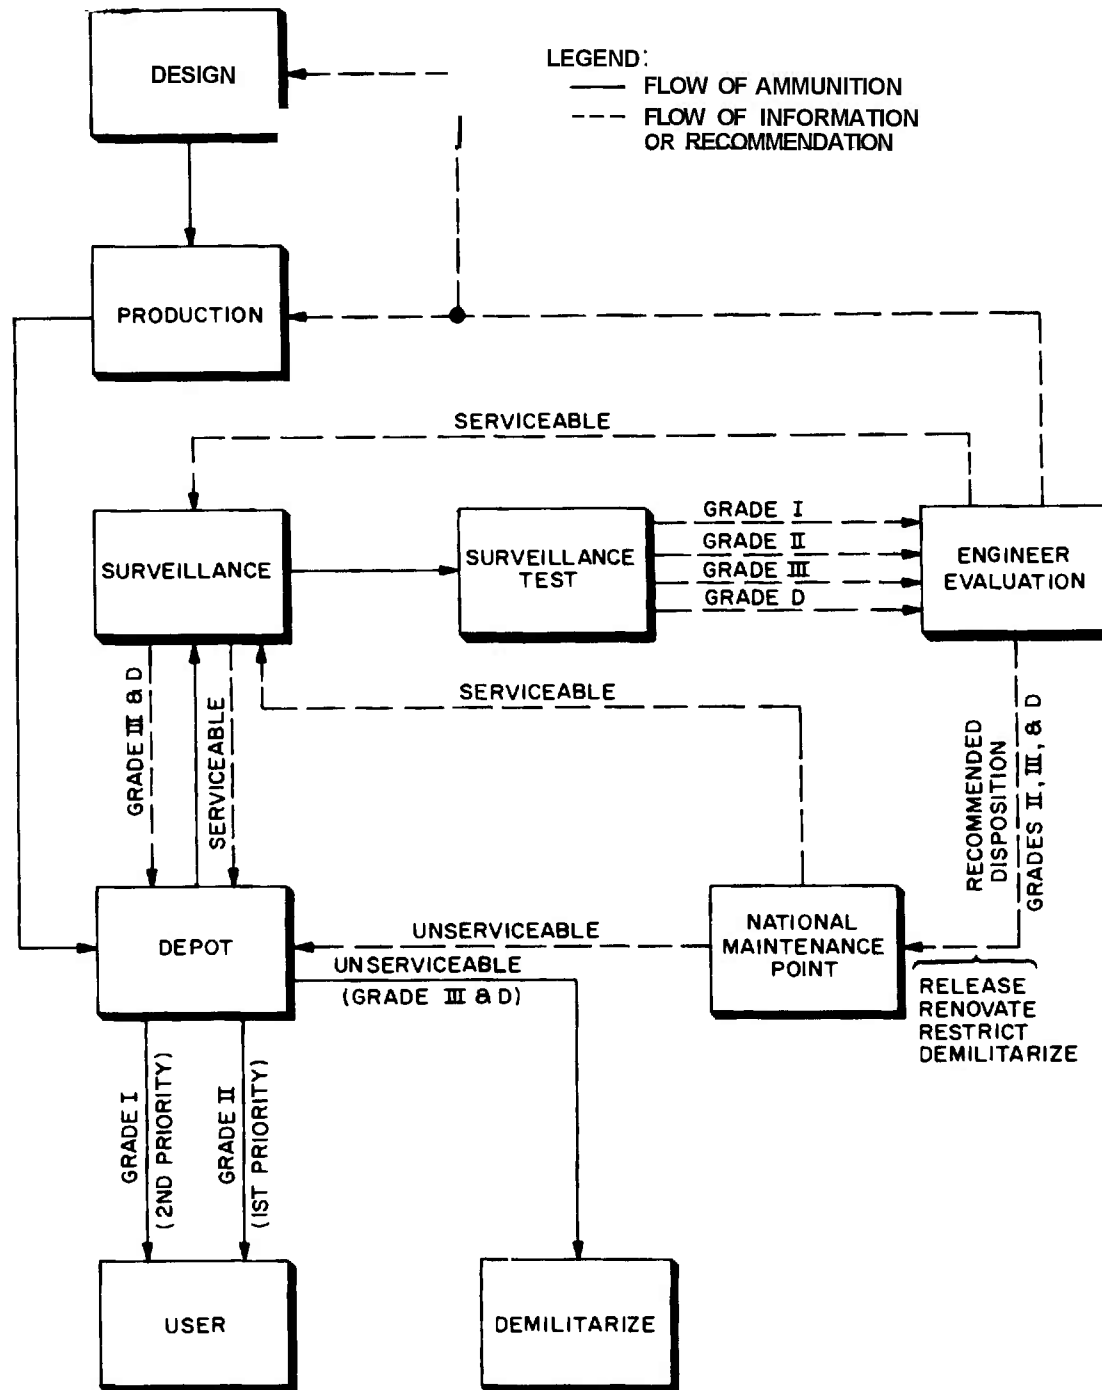 DESIGN
LEGEND:
FLOW OF AMMUNITION
FLOW OF INFORMATION
OR RECOMMENDATION
PRODUCTION
SERVICEABLE
SURVEILLANCE
SURVEILLANCE
TEST
GRADE I
GRADE II
GRADE III
GRADE D
ENGINEER
EVALUATION
GRADE III & D
SERVICEABLE
SERVICEABLE
RECOMMENDED
DISPOSITION
GRADES II, III, & D
DEPOT
UNSERVICEABLE
UNSERVICEABLE
(GRADE III & D)
NATIONAL
MAINTENANCE
POINT
RELEASE
RENOVATE
RESTRICT
DEMILITARIZE
GRADE I
(2ND PRIORITY)
GRADE II
(1ST PRIORITY)
USER
DEMILITARIZE